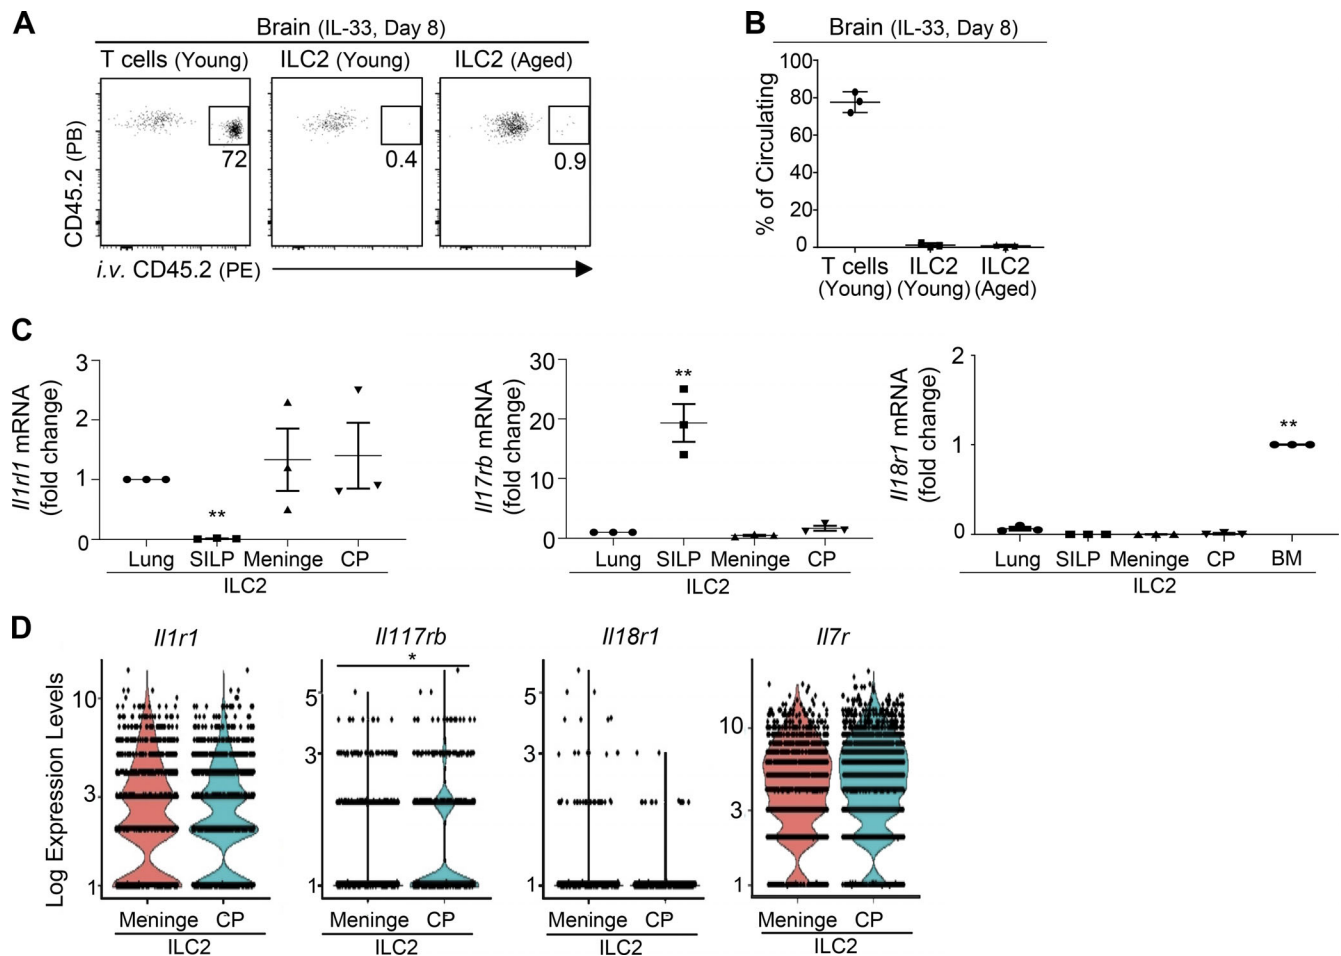 A
Brain (IL-33, Day 8)
T cells (Young) ILC2 (Young) ILC2 (Aged)
CD45.2 (PB)
72
0.4
0.9
i.v. CD45.2 (PE)
B
Brain (IL-33, Day 8)
% of Circulating
100
80
60
40
20
0
T cells ILC2 ILC2
(Young) (Young) (Aged)
C
Il1rl1 mRNA
(fold change)
3
2
1
0
Lung SILP Meninge CP
ILC2
**
Il17rb mRNA
(fold change)
30
20
10
0
**
Lung SILP Meninge CP
ILC2
Il18r1 mRNA
(fold change)
2
1
0
**
Lung SILP Meninge CP BM
ILC2
D
Log Expression Levels
Il1r1
10
3
1
Meninge CP
ILC2
Il117rb
*
5
3
1
Meninge CP
ILC2
Il18r1
5
3
1
Meninge CP
ILC2
Il7r
10
3
1
Meninge CP
ILC2